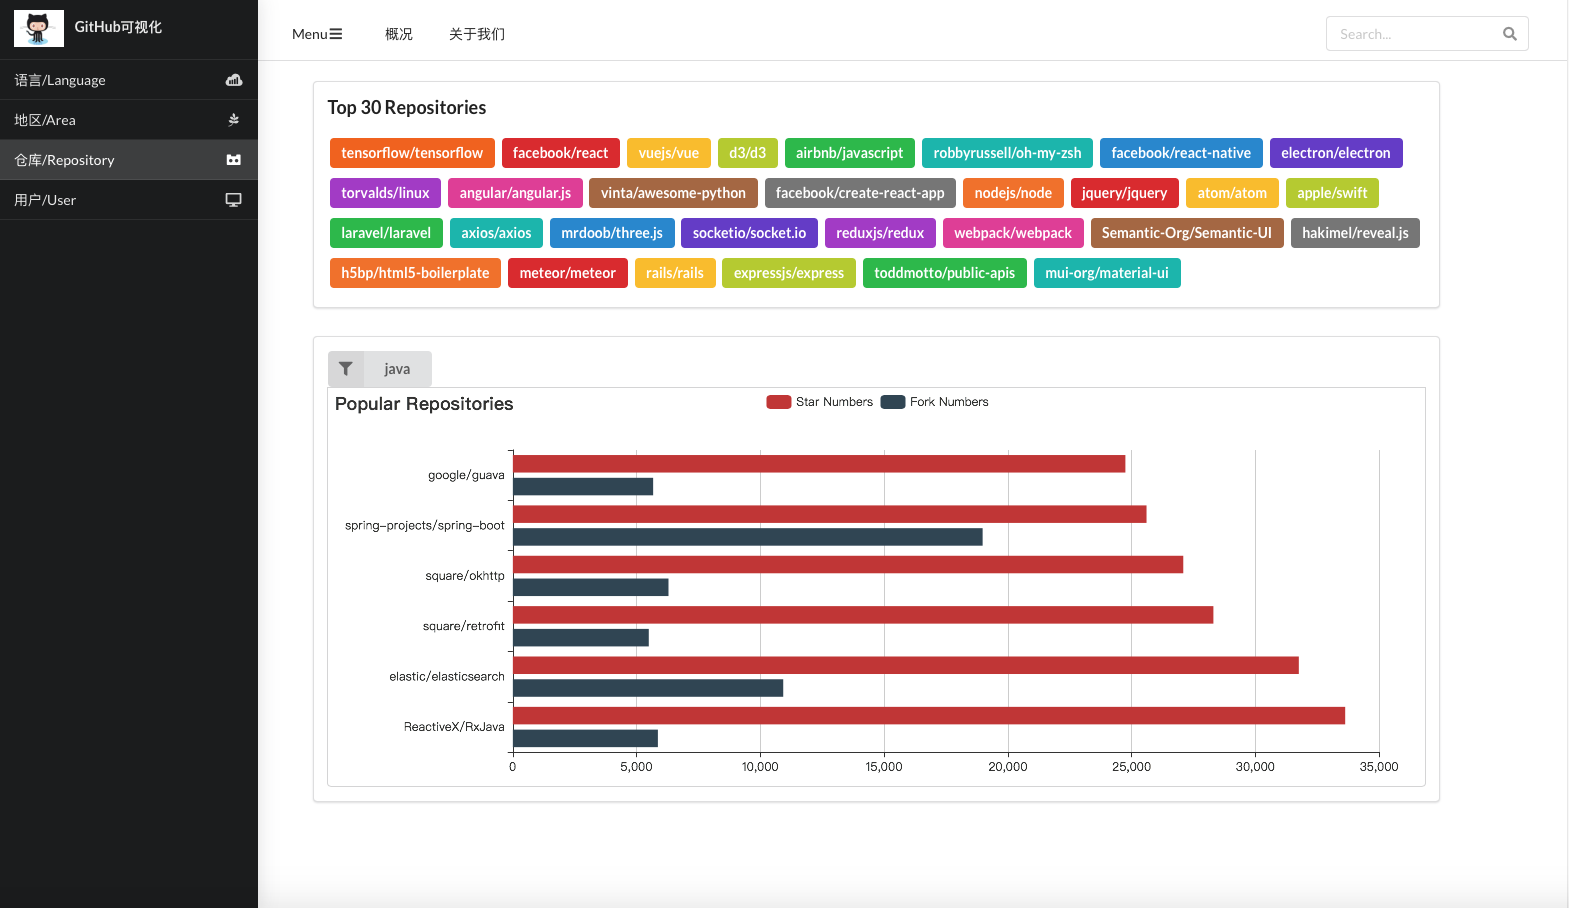 GitHub可视化
语言/Language
地区/Area
仓库/Repository
用户/User
Menu 概况 关于我们 Search...
Top 30 Repositories
tensorflow/tensorflow facebook/react vuejs/vue d3/d3 airbnb/javascript robbyrussell/oh-my-zsh facebook/react-native electron/electron
torvalds/linux angular/angular.js vinta/awesome-python facebook/create-react-app nodejs/node jquery/jquery atom/atom apple/swift
laravel/laravel axios/axios mrdoob/three.js socketio/socket.io reduxjs/redux webpack/webpack Semantic-Org/Semantic-UI hakimel/reveal.js
h5bp/html5-boilerplate meteor/meteor rails/rails expressjs/express toddmotto/public-apis mui-org/material-ui
java
Popular Repositories Star Numbers Fork Numbers
google/guava
spring-projects/spring-boot
square/okhttp
square/retrofit
elastic/elasticsearch
ReactiveX/RxJava
0 5,000 10,000 15,000 20,000 25,000 30,000 35,000